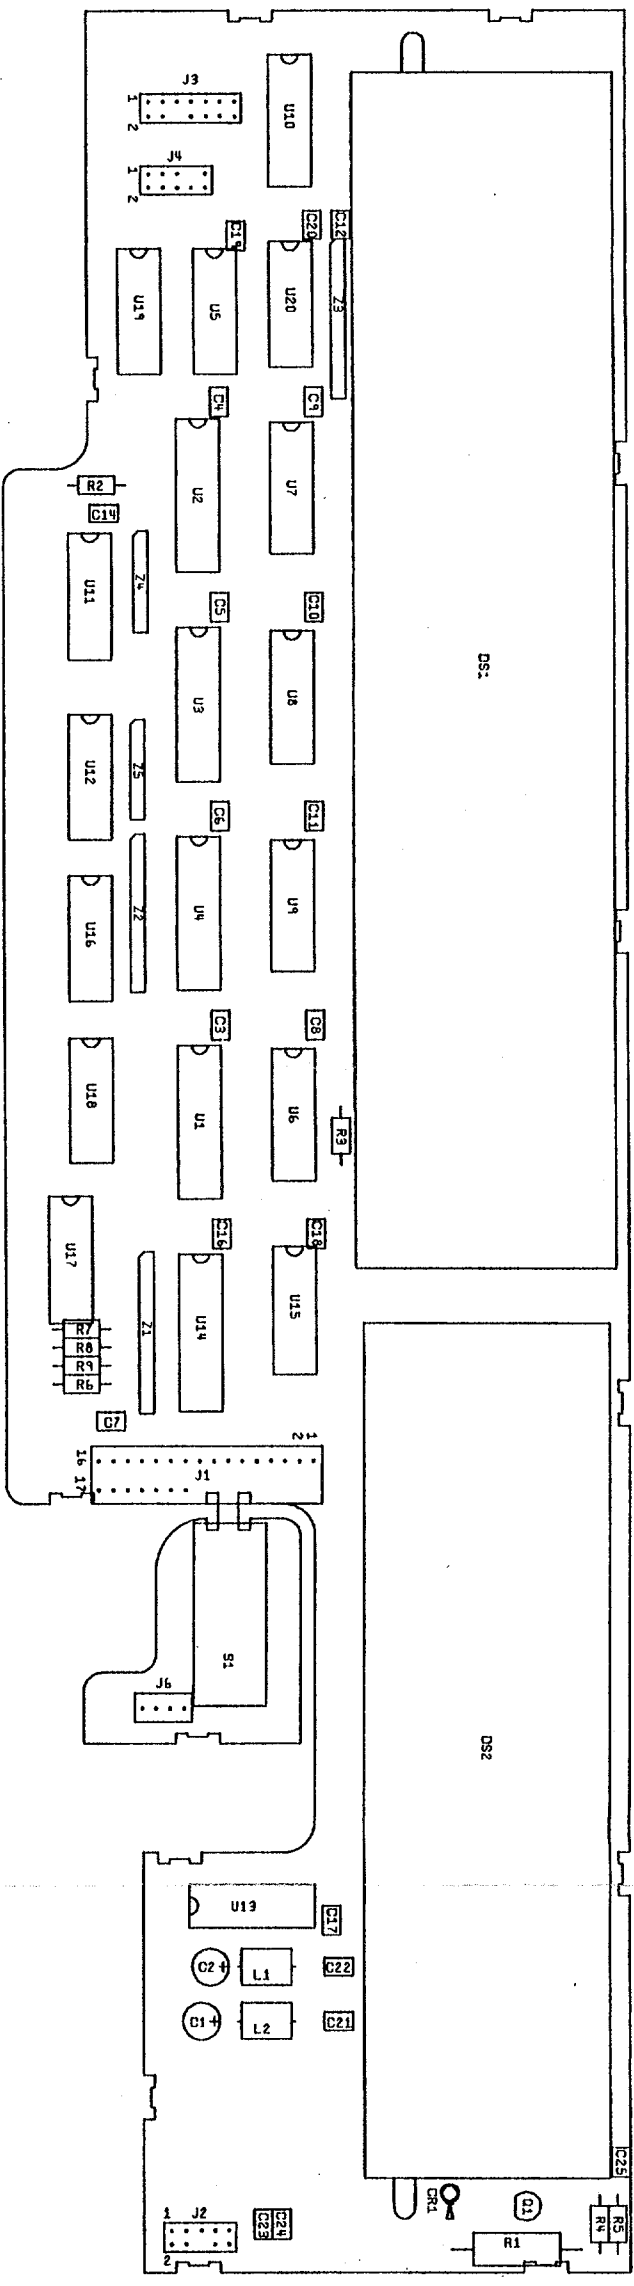 J3
1
2
U10
J4
1
2
C19
C20
C12
U19
U5
U20
Z3
C4
C9
R2
U2
U7
C14
U11
Z4
C5
C10
DS1
U3
U8
U12
Z5
C6
C11
U16
Z2
U4
U9
C3
C8
U18
U1
U6
R3
C16
C18
U17
Z1
U14
U15
R7
R8
R9
R6
C7
2 1
16
J1
17
S1
J6
DS2
U13
C17
C2+
L1
C22
C1+
L2
C21
C25
CR1
Q1
R4
R5
J2
1
2
C23
C24
R1